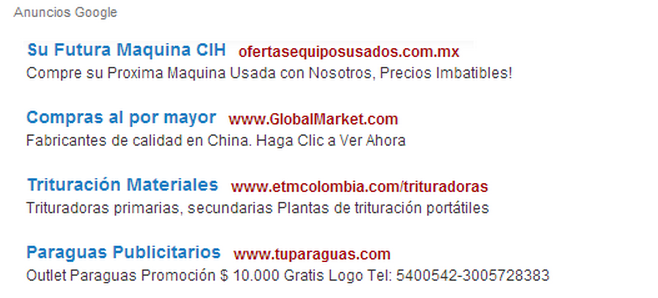 Anuncios Google
Su Futura Maquina CIH ofertasequiposusados.com.mx
Compre su Proxima Maquina Usada con Nosotros, Precios Imbatibles!
Compras al por mayor www.GlobalMarket.com
Fabricantes de calidad en China. Haga Clic a Ver Ahora
Trituración Materiales www.etmcolombia.com/trituradoras
Trituradoras primarias, secundarias Plantas de trituración portátiles
Paraguas Publicitarios www.tuparaguas.com
Outlet Paraguas Promoción $ 10.000 Gratis Logo Tel: 5400542-3005728383